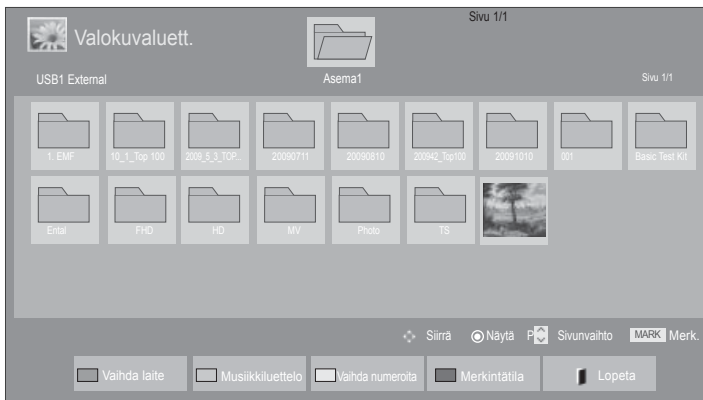 Sivu 1/1
Valokuvaluett.
USB1 External
Asema1
Sivu 1/1
1. EMF
10_1_Top 100
2009_5_3_TOP...
20090711
20090810
200942_Top100
20091010
001
Basic Test Kit
Ental
FHD
HD
MV
Photo
TS
Siirrä
Näytä
P
Sivunvaihto
MARK Merk.
Vaihda laite
Musiikkiluettelo
Vaihda numeroita
Merkintätila
Lopeta